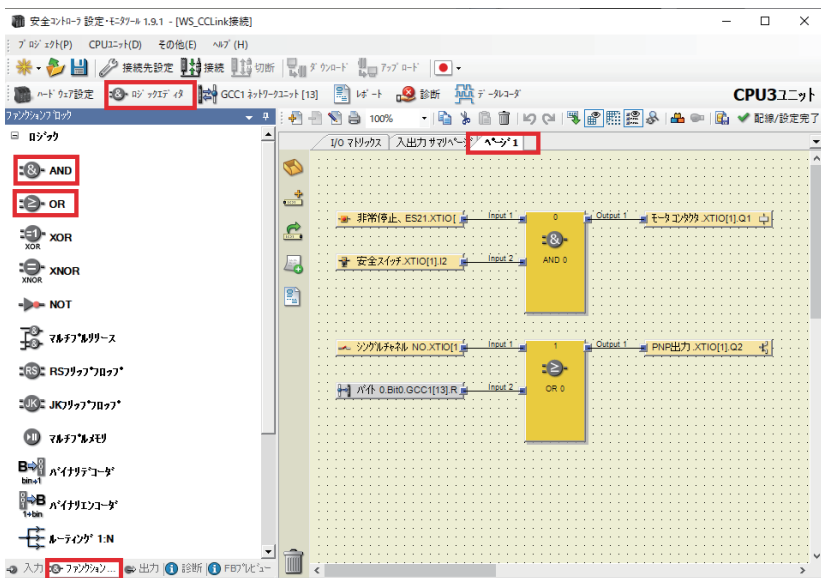 安全コントローラ 設定・モニタツール 1.9.1 - [WS_CCLink接続]
プロジェクト(P) CPUユニット(D) その他(E) ヘルプ(H)
接続先設定 接続 切断 ダウンロード アップロード
ハードウェア設定 ロジックエディタ GCC1 ネットワークユニット [13] レポート 診断 データレコーダ CPU3ユニット
ファンクションブロック
100%
配線/設定完了
ロジック
I/O マトリックス 入出力サマリページ ページ 1
AND
OR
XOR
XOR
XNOR
XNOR
NOT
マルチプルリリース
RSフリップフロップ
JKフリップフロップ
マルチプルメモリ
バイナリデコーダ
バイナリエンコーダ
ルーティング 1:N
非常停止、ES21.XTIO[ Input 1 0 Output 1 モータコンタクタ.XTIO[1].Q1
安全スイッチ.XTIO[1].I2 Input 2 AND 0
シングルチャネル NO.XTIO[1 Input 1 1 Output 1 PNP出力.XTIO[1].Q2
バイト 0.Bit0.GCC1[13].R Input 2 OR 0
入力 ファンクション... 出力 診断 FBプレビュー